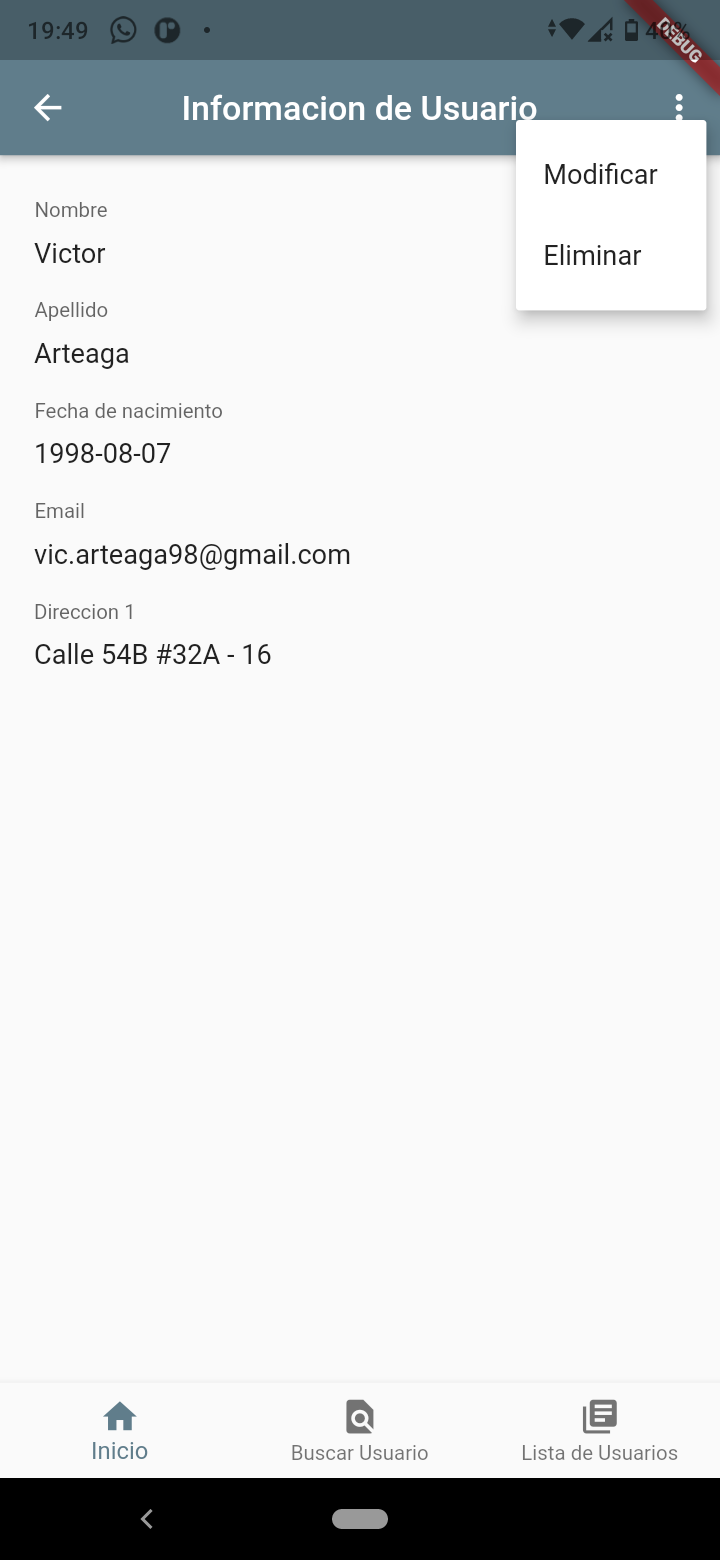 19:49
DEBUG
Informacion de Usuario
Modificar
Eliminar
Nombre
Victor
Apellido
Arteaga
Fecha de nacimiento
1998-08-07
Email
vic.arteaga98@gmail.com
Direccion 1
Calle 54B #32A - 16
Inicio
Buscar Usuario
Lista de Usuarios